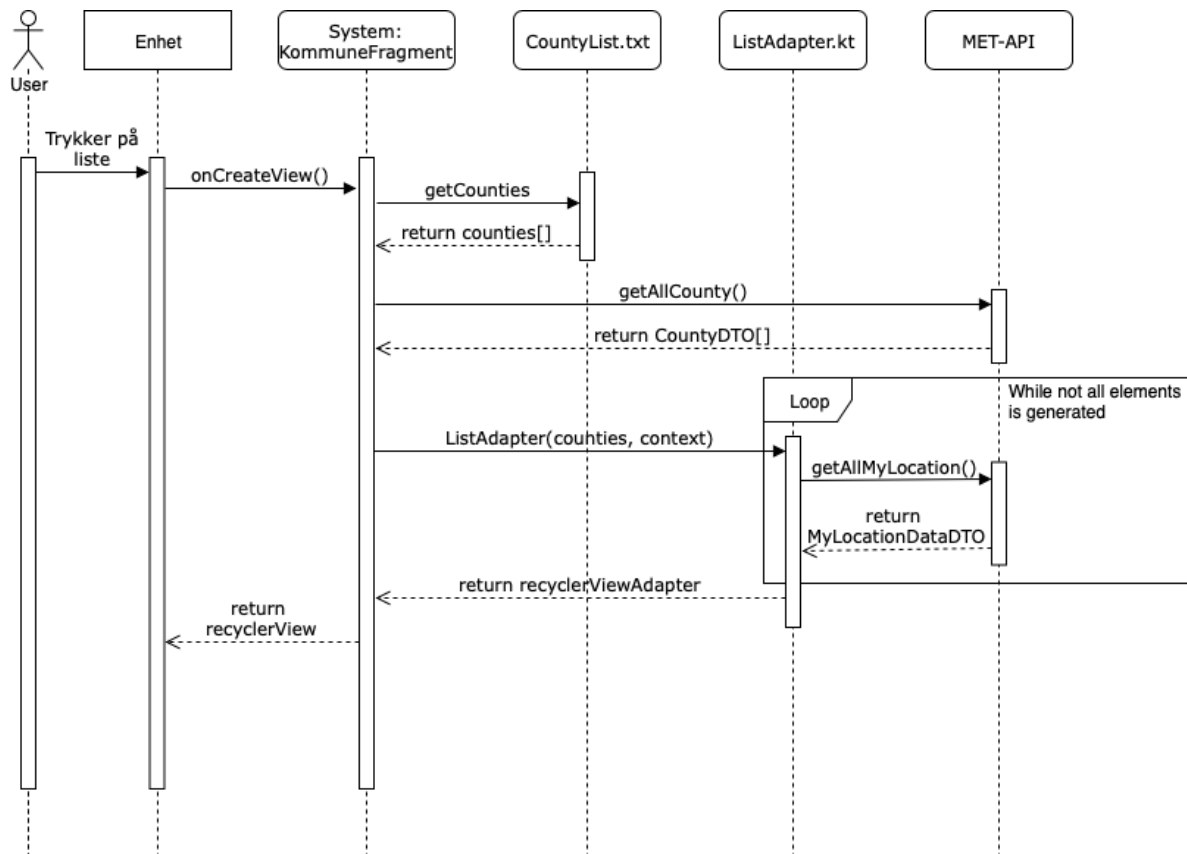 User
Enhet
System:
KommuneFragment
CountyList.txt
ListAdapter.kt
MET-API
Trykker på
liste
onCreateView()
getCounties
return counties[]
getAllCounty()
return CountyDTO[]
Loop
While not all elements
is generated
ListAdapter(counties, context)
getAllMyLocation()
return
MyLocationDataDTO
return recyclerViewAdapter
return
recyclerView